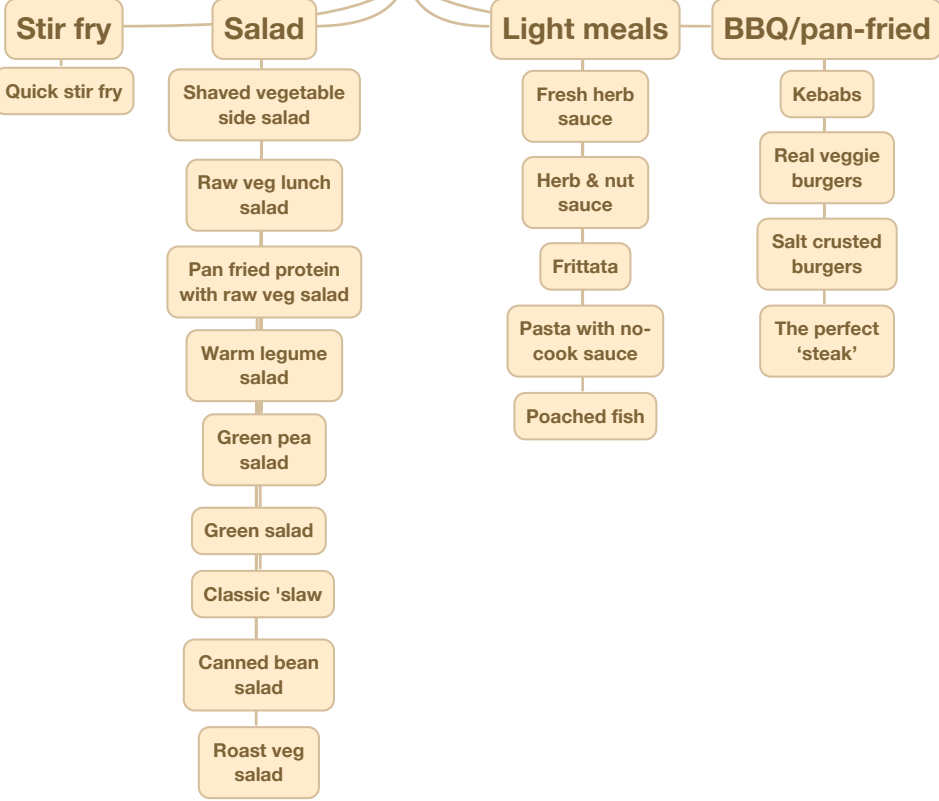 Stir fry
Quick stir fry
Salad
Shaved vegetable
side salad
Raw veg lunch
salad
Pan fried protein
with raw veg salad
Warm legume
salad
Green pea
salad
Green salad
Classic 'slaw
Canned bean
salad
Roast veg
salad
Light meals
Fresh herb
sauce
Herb & nut
sauce
Frittata
Pasta with no-
cook sauce
Poached fish
BBQ/pan-fried
Kebabs
Real veggie
burgers
Salt crusted
burgers
The perfect
‘steak’